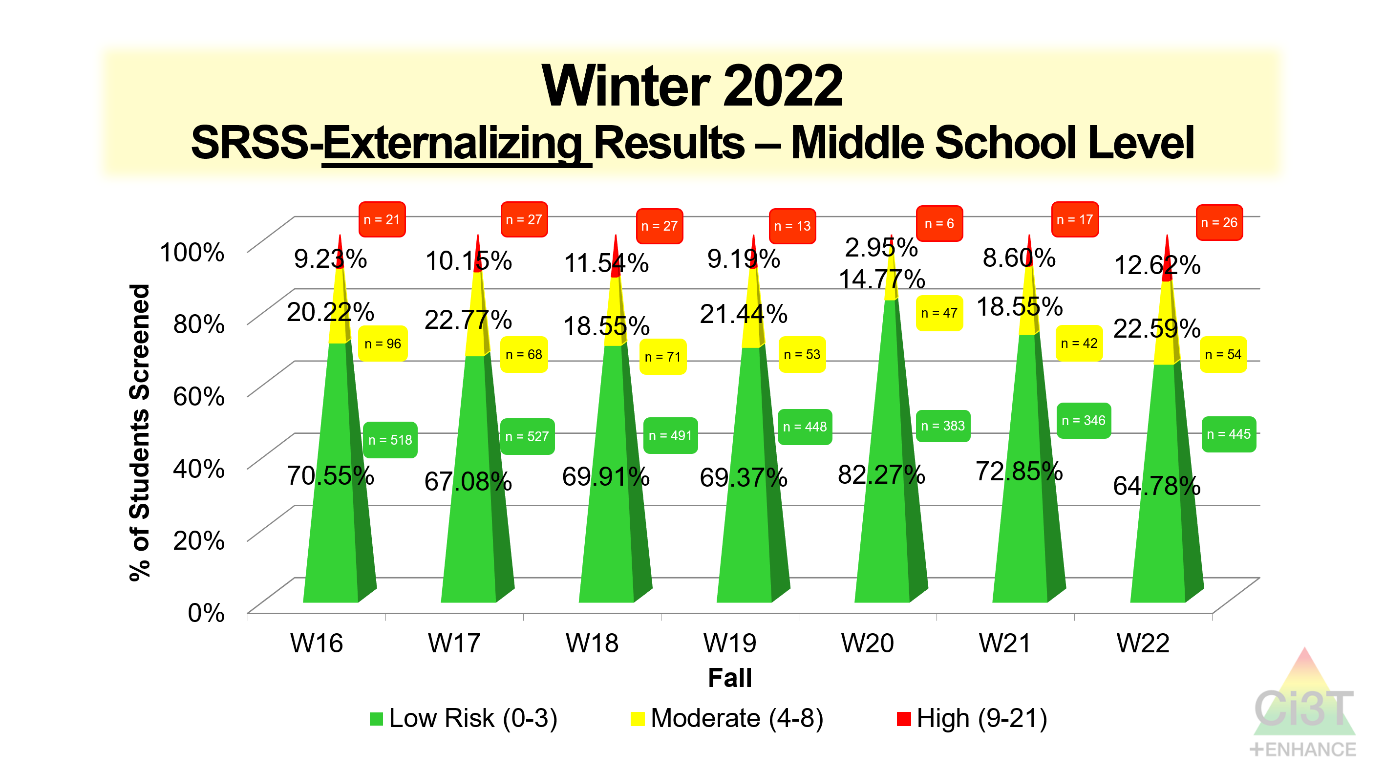 Winter 2022
SRSS-Externalizing Results – Middle School Level
n = 21
n = 27
n = 27
n = 13
n = 6
n = 17
n = 26
100%
9.23%
10.15%
11.54%
9.19%
2.95%
8.60%
12.62%
80%
20.22%
22.77%
18.55%
21.44%
14.77%
18.55%
22.59%
n = 96
n = 68
n = 71
n = 53
n = 47
n = 42
n = 54
60%
n = 518
n = 527
n = 491
n = 448
n = 383
n = 346
n = 445
40%
70.55%
67.08%
69.91%
69.37%
82.27%
72.85%
64.78%
20%
0%
% of Students Screened
W16
W17
W18
W19
W20
W21
W22
Fall
Low Risk (0-3)
Moderate (4-8)
High (9-21)
Ci3T
+ENHANCE